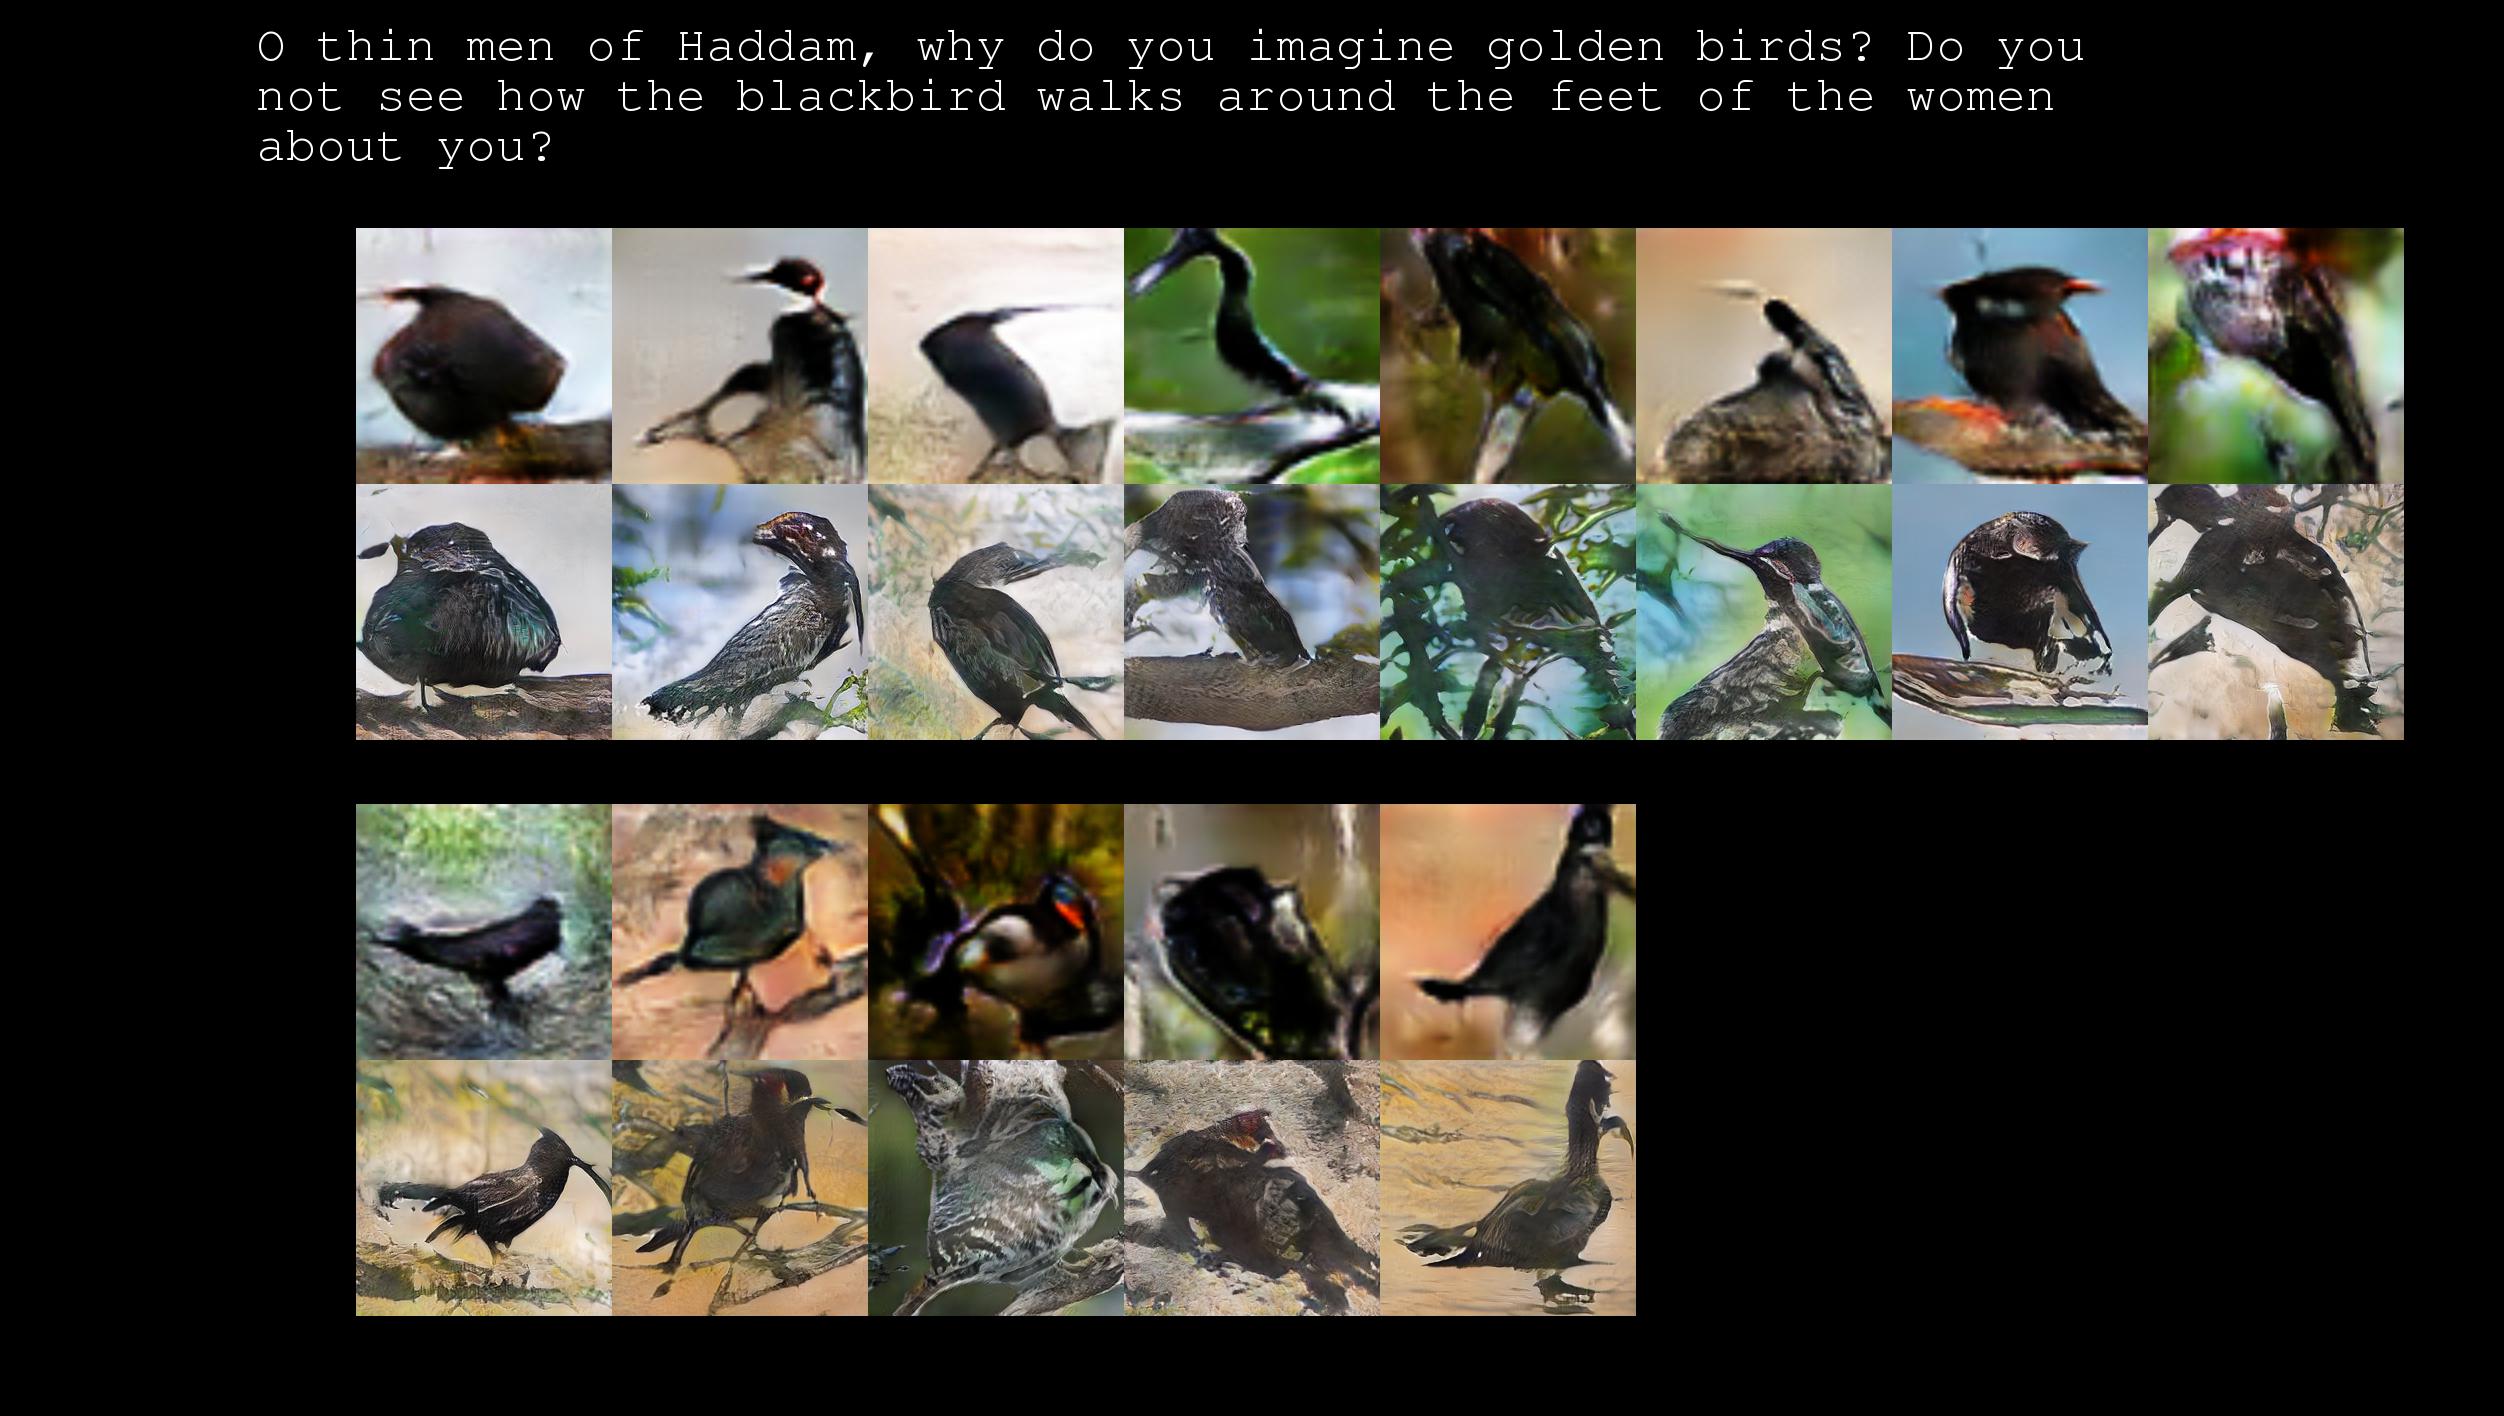 O thin men of Haddam, why do you imagine golden birds? Do you
not see how the blackbird walks around the feet of the women
about you?